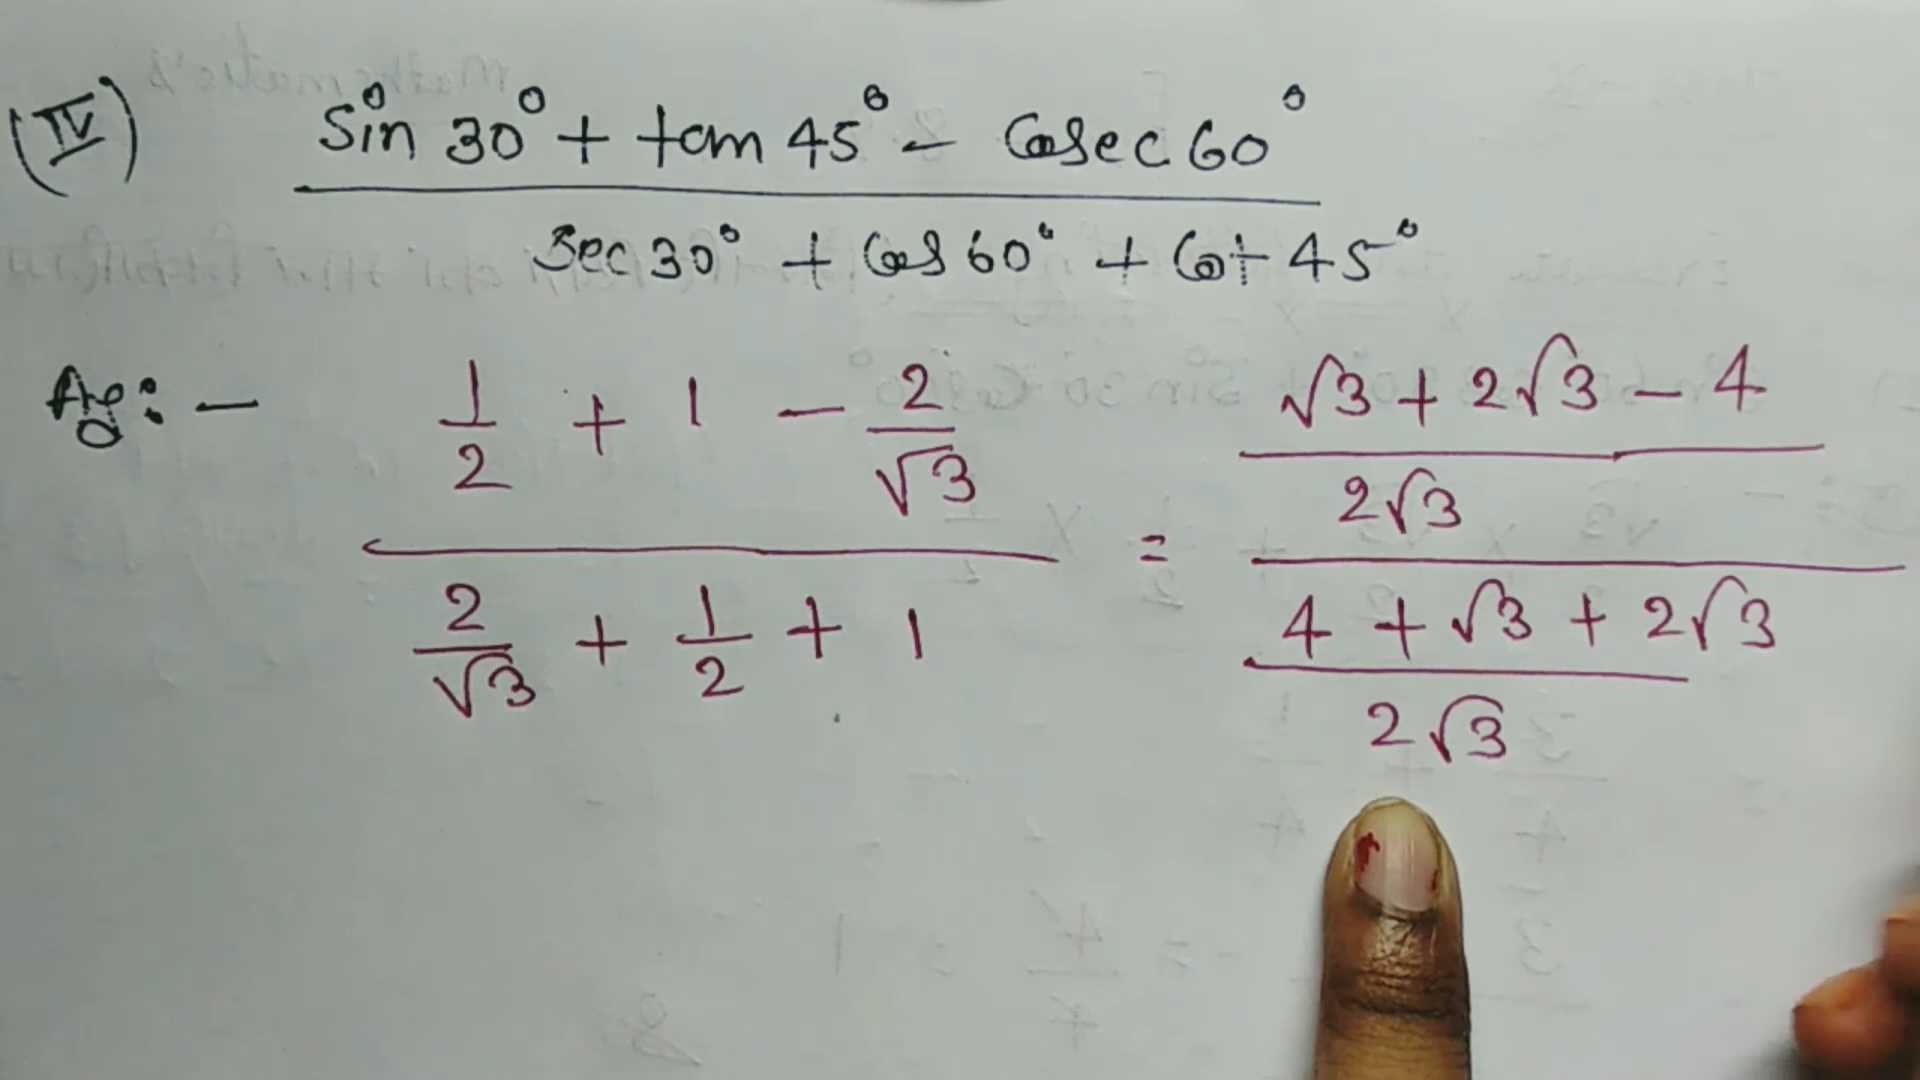 (IV) sin 30° + tan 45° - Cosec 60°
sec 30° + Cos 60° + Cot 45°
1/2 + 1 - 2/√3 = √3 + 2√3 - 4
2√3
2/√3 + 1/2 + 1 4 + √3 + 2√3
2√3